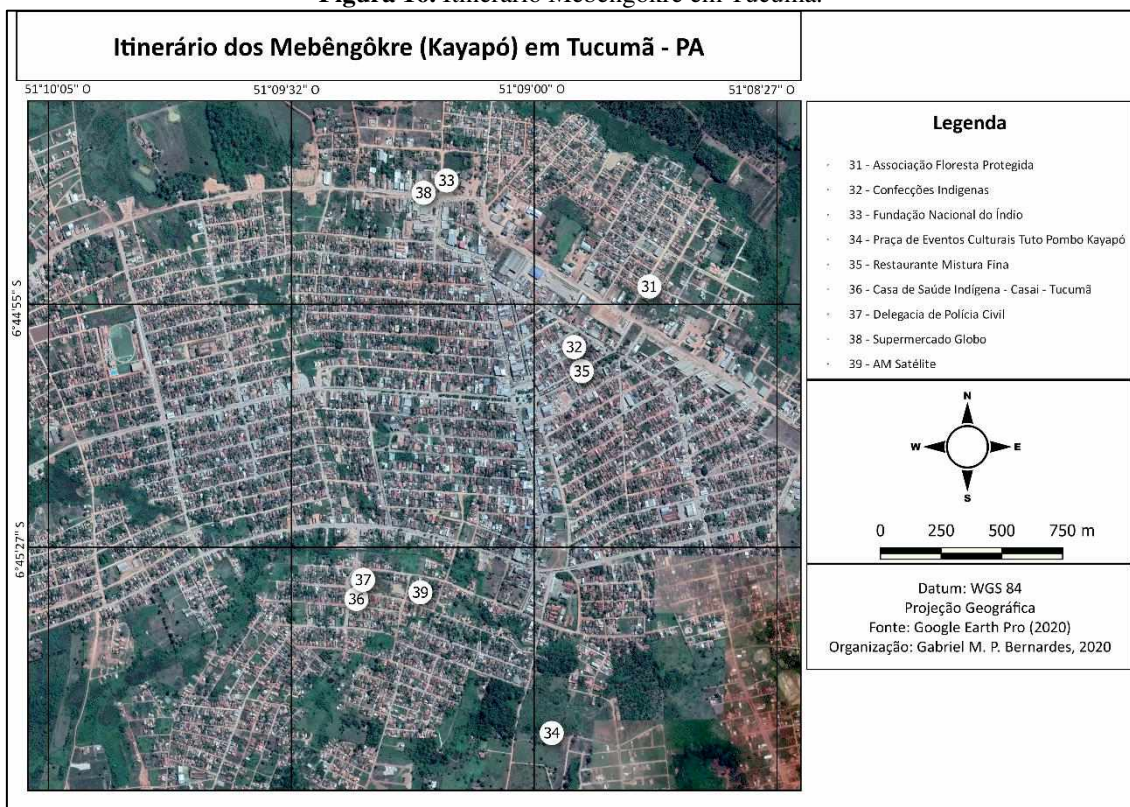 Figura 10. Itinerário Mebêngôkre em Tucumã.
Itinerário dos Mebêngôkre (Kayapó) em Tucumã - PA
51°10'05" O 51°09'32" O 51°09'00" O 51°08'27" O
6°44'55" S
6°45'27" S
33
38
31
32
35
37
36
39
34
Legenda
31 - Associação Floresta Protegida
32 - Confecções Indigenas
33 - Fundação Nacional do Índio
34 - Praça de Eventos Culturais Tuto Pombo Kayapó
35 - Restaurante Mistura Fina
36 - Casa de Saúde Indígena - Casai - Tucumã
37 - Delegacia de Polícia Civil
38 - Supermercado Globo
39 - AM Satélite
N
W E
S
0 250 500 750 m
Datum: WGS 84
Projeção Geográfica
Fonte: Google Earth Pro (2020)
Organização: Gabriel M. P. Bernardes, 2020